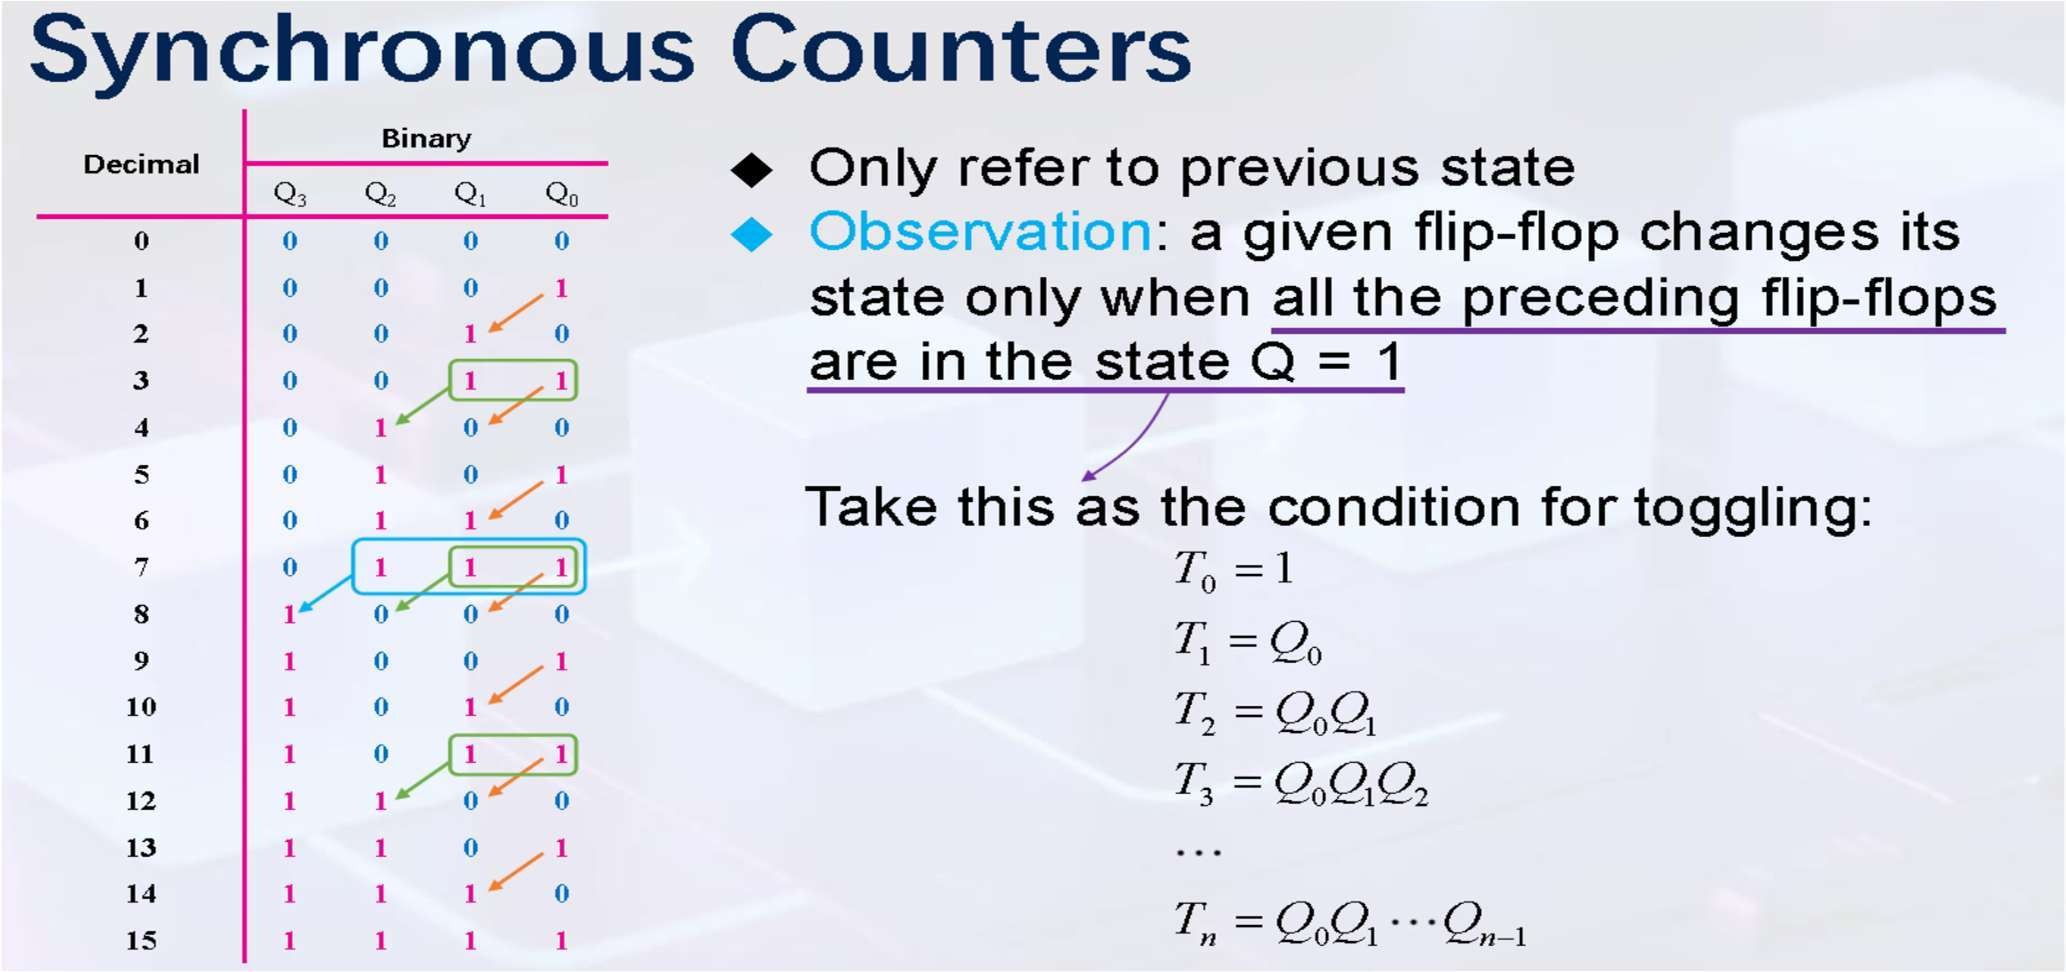 Synchronous Counters
Decimal
Binary
Q₃ Q₂ Q₁ Q₀
0 0 0 0 0
1 0 0 0 1
2 0 0 1 0
3 0 0 1 1
4 0 1 0 0
5 0 1 0 1
6 0 1 1 0
7 0 1 1 1
8 1 0 0 0
9 1 0 0 1
10 1 0 1 0
11 1 0 1 1
12 1 1 0 0
13 1 1 0 1
14 1 1 1 0
15 1 1 1 1
Only refer to previous state
Observation: a given flip-flop changes its
state only when all the preceding flip-flops
are in the state Q = 1
Take this as the condition for toggling:
T₀ = 1
T₁ = Q₀
T₂ = Q₀Q₁
T₃ = Q₀Q₁Q₂
⋯
Tₙ = Q₀Q₁ ⋯ Qₙ₋₁